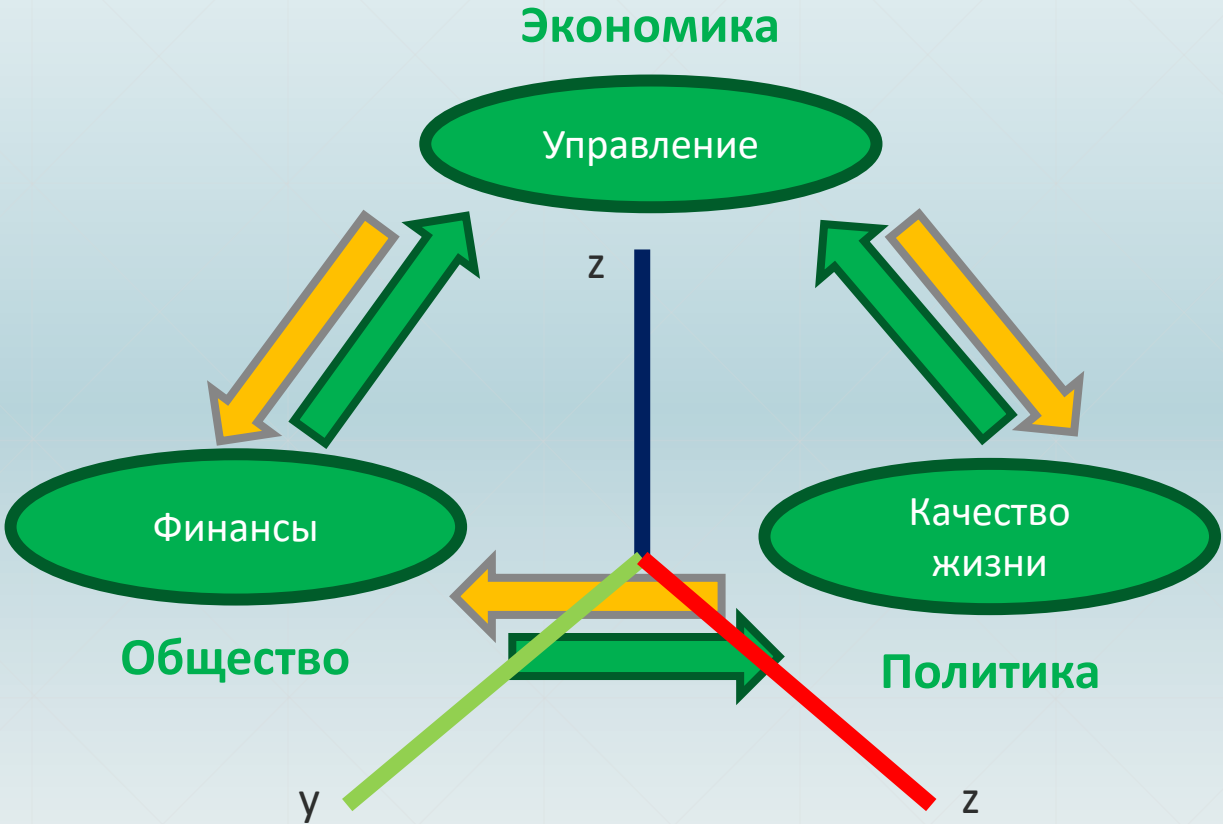 Экономика
Управление
z
Финансы
Качество
жизни
Общество
Политика
y
z